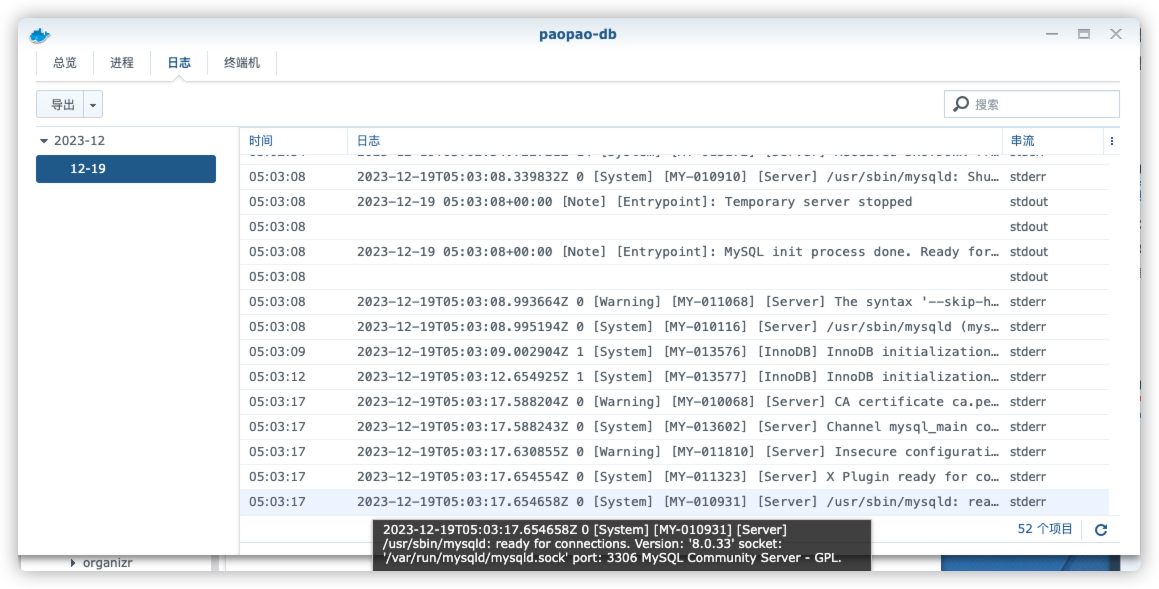 paopao-db
总览 进程 日志 终端机
导出
搜索
2023-12
12-19
时间 日志 串流
05:03:08 2023-12-19T05:03:08.339832Z 0 [System] [MY-010910] [Server] /usr/sbin/mysqld: Shu… stderr
05:03:08 2023-12-19 05:03:08+00:00 [Note] [Entrypoint]: Temporary server stopped stdout
05:03:08 stdout
05:03:08 2023-12-19 05:03:08+00:00 [Note] [Entrypoint]: MySQL init process done. Ready for… stdout
05:03:08 stdout
05:03:08 2023-12-19T05:03:08.993664Z 0 [Warning] [MY-011068] [Server] The syntax '--skip-h… stderr
05:03:08 2023-12-19T05:03:08.995194Z 0 [System] [MY-010116] [Server] /usr/sbin/mysqld (mys… stderr
05:03:09 2023-12-19T05:03:09.002904Z 1 [System] [MY-013576] [InnoDB] InnoDB initialization… stderr
05:03:12 2023-12-19T05:03:12.654925Z 1 [System] [MY-013577] [InnoDB] InnoDB initialization… stderr
05:03:17 2023-12-19T05:03:17.588204Z 0 [Warning] [MY-010068] [Server] CA certificate ca.pe… stderr
05:03:17 2023-12-19T05:03:17.588243Z 0 [System] [MY-013602] [Server] Channel mysql_main co… stderr
05:03:17 2023-12-19T05:03:17.630855Z 0 [Warning] [MY-011810] [Server] Insecure configurati… stderr
05:03:17 2023-12-19T05:03:17.654554Z 0 [System] [MY-011323] [Server] X Plugin ready for co… stderr
05:03:17 2023-12-19T05:03:17.654658Z 0 [System] [MY-010931] [Server] /usr/sbin/mysqld: rea… stderr
52 个项目
2023-12-19T05:03:17.654658Z 0 [System] [MY-010931] [Server]
/usr/sbin/mysqld: ready for connections. Version: '8.0.33' socket:
'/var/run/mysqld/mysqld.sock' port: 3306 MySQL Community Server - GPL.
organizr